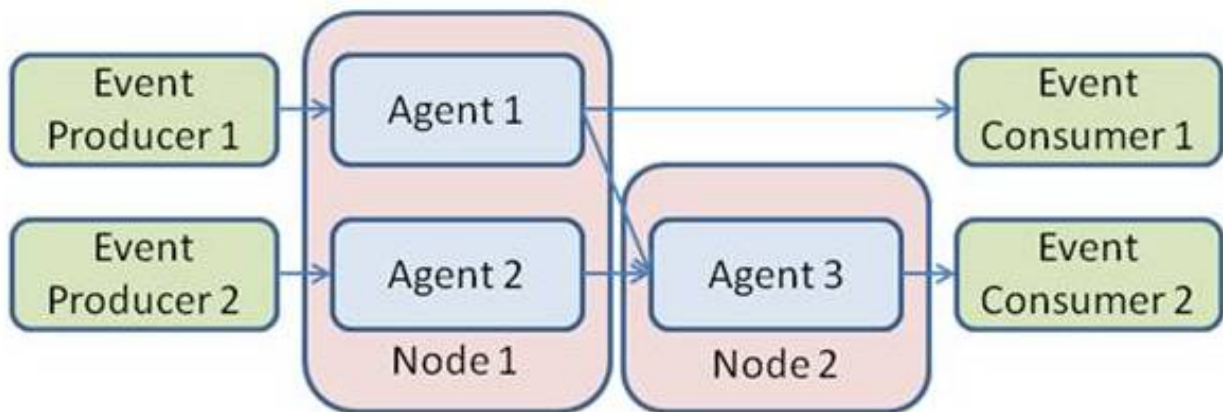 Event
Producer 1
Agent 1
Event
Consumer 1
Event
Producer 2
Agent 2
Agent 3
Event
Consumer 2
Node 1
Node 2